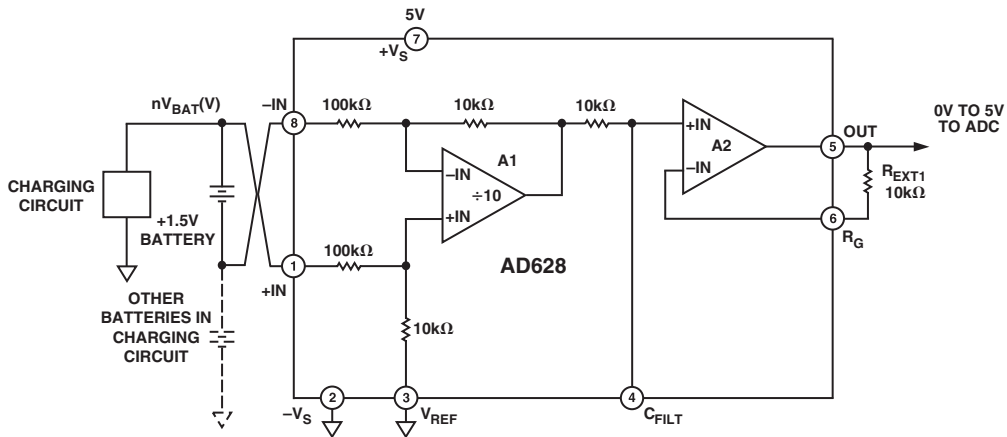 5V
7
+VS
nVBAT(V)
–IN
8
100kΩ
10kΩ
10kΩ
+IN
A2
–IN
OUT
5
0V TO 5V
TO ADC
REXT1
10kΩ
6
RG
A1
–IN
÷10
+IN
CHARGING
CIRCUIT
+1.5V
BATTERY
100kΩ
1
+IN
AD628
OTHER
BATTERIES IN
CHARGING
CIRCUIT
10kΩ
2
–VS
3
VREF
4
CFILT